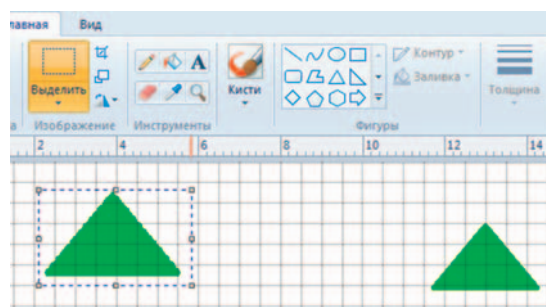 лавная Вид
Выделить
A
Кисти
Контур
Заливка
Толщина
а Изображение Инструменты Фигуры
2 4 6 8 10 12 14